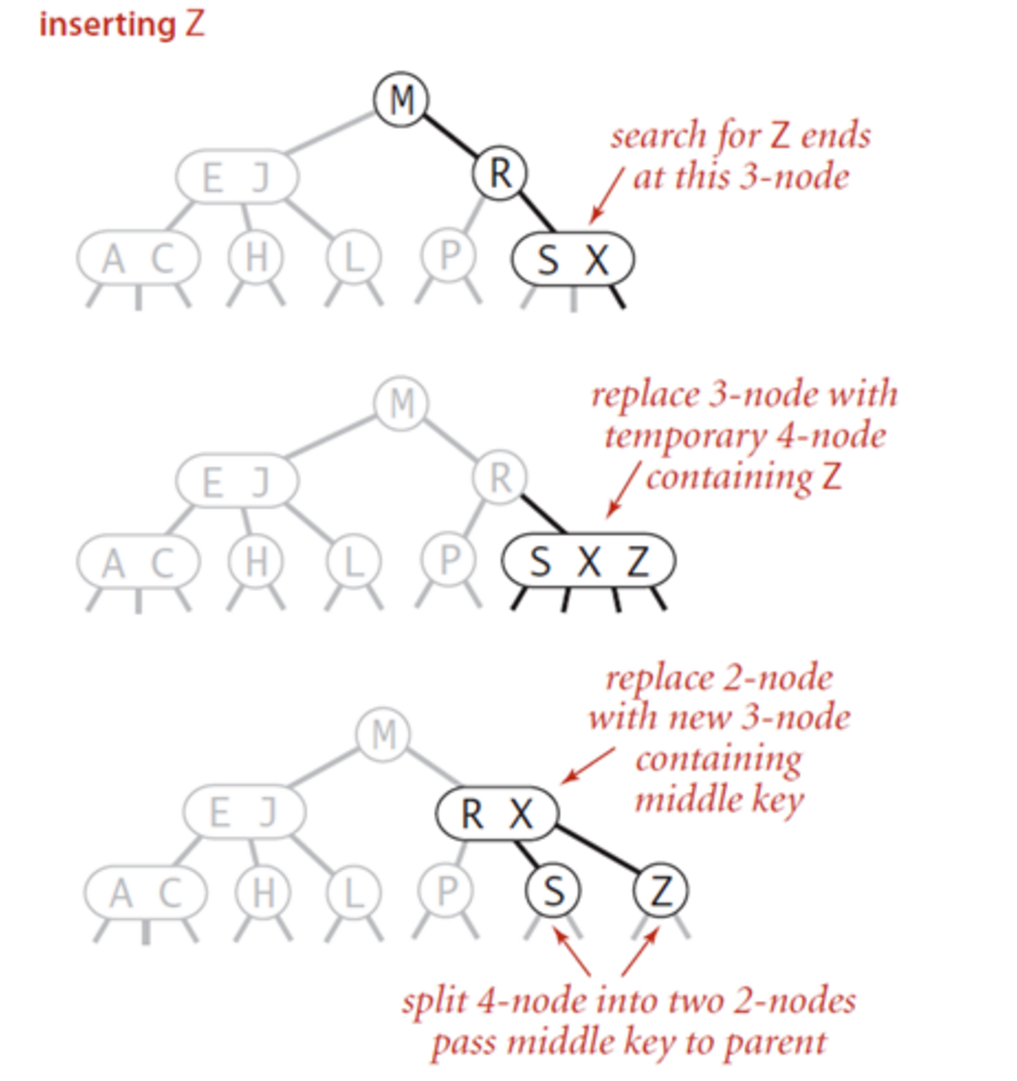 inserting Z
M
search for Z ends
at this 3-node
E J
R
A C
H
L
P
S X
M
replace 3-node with
temporary 4-node
containing Z
E J
R
A C
H
L
P
S X Z
replace 2-node
with new 3-node
containing
middle key
M
E J
R X
A C
H
L
P
S
Z
split 4-node into two 2-nodes
pass middle key to parent